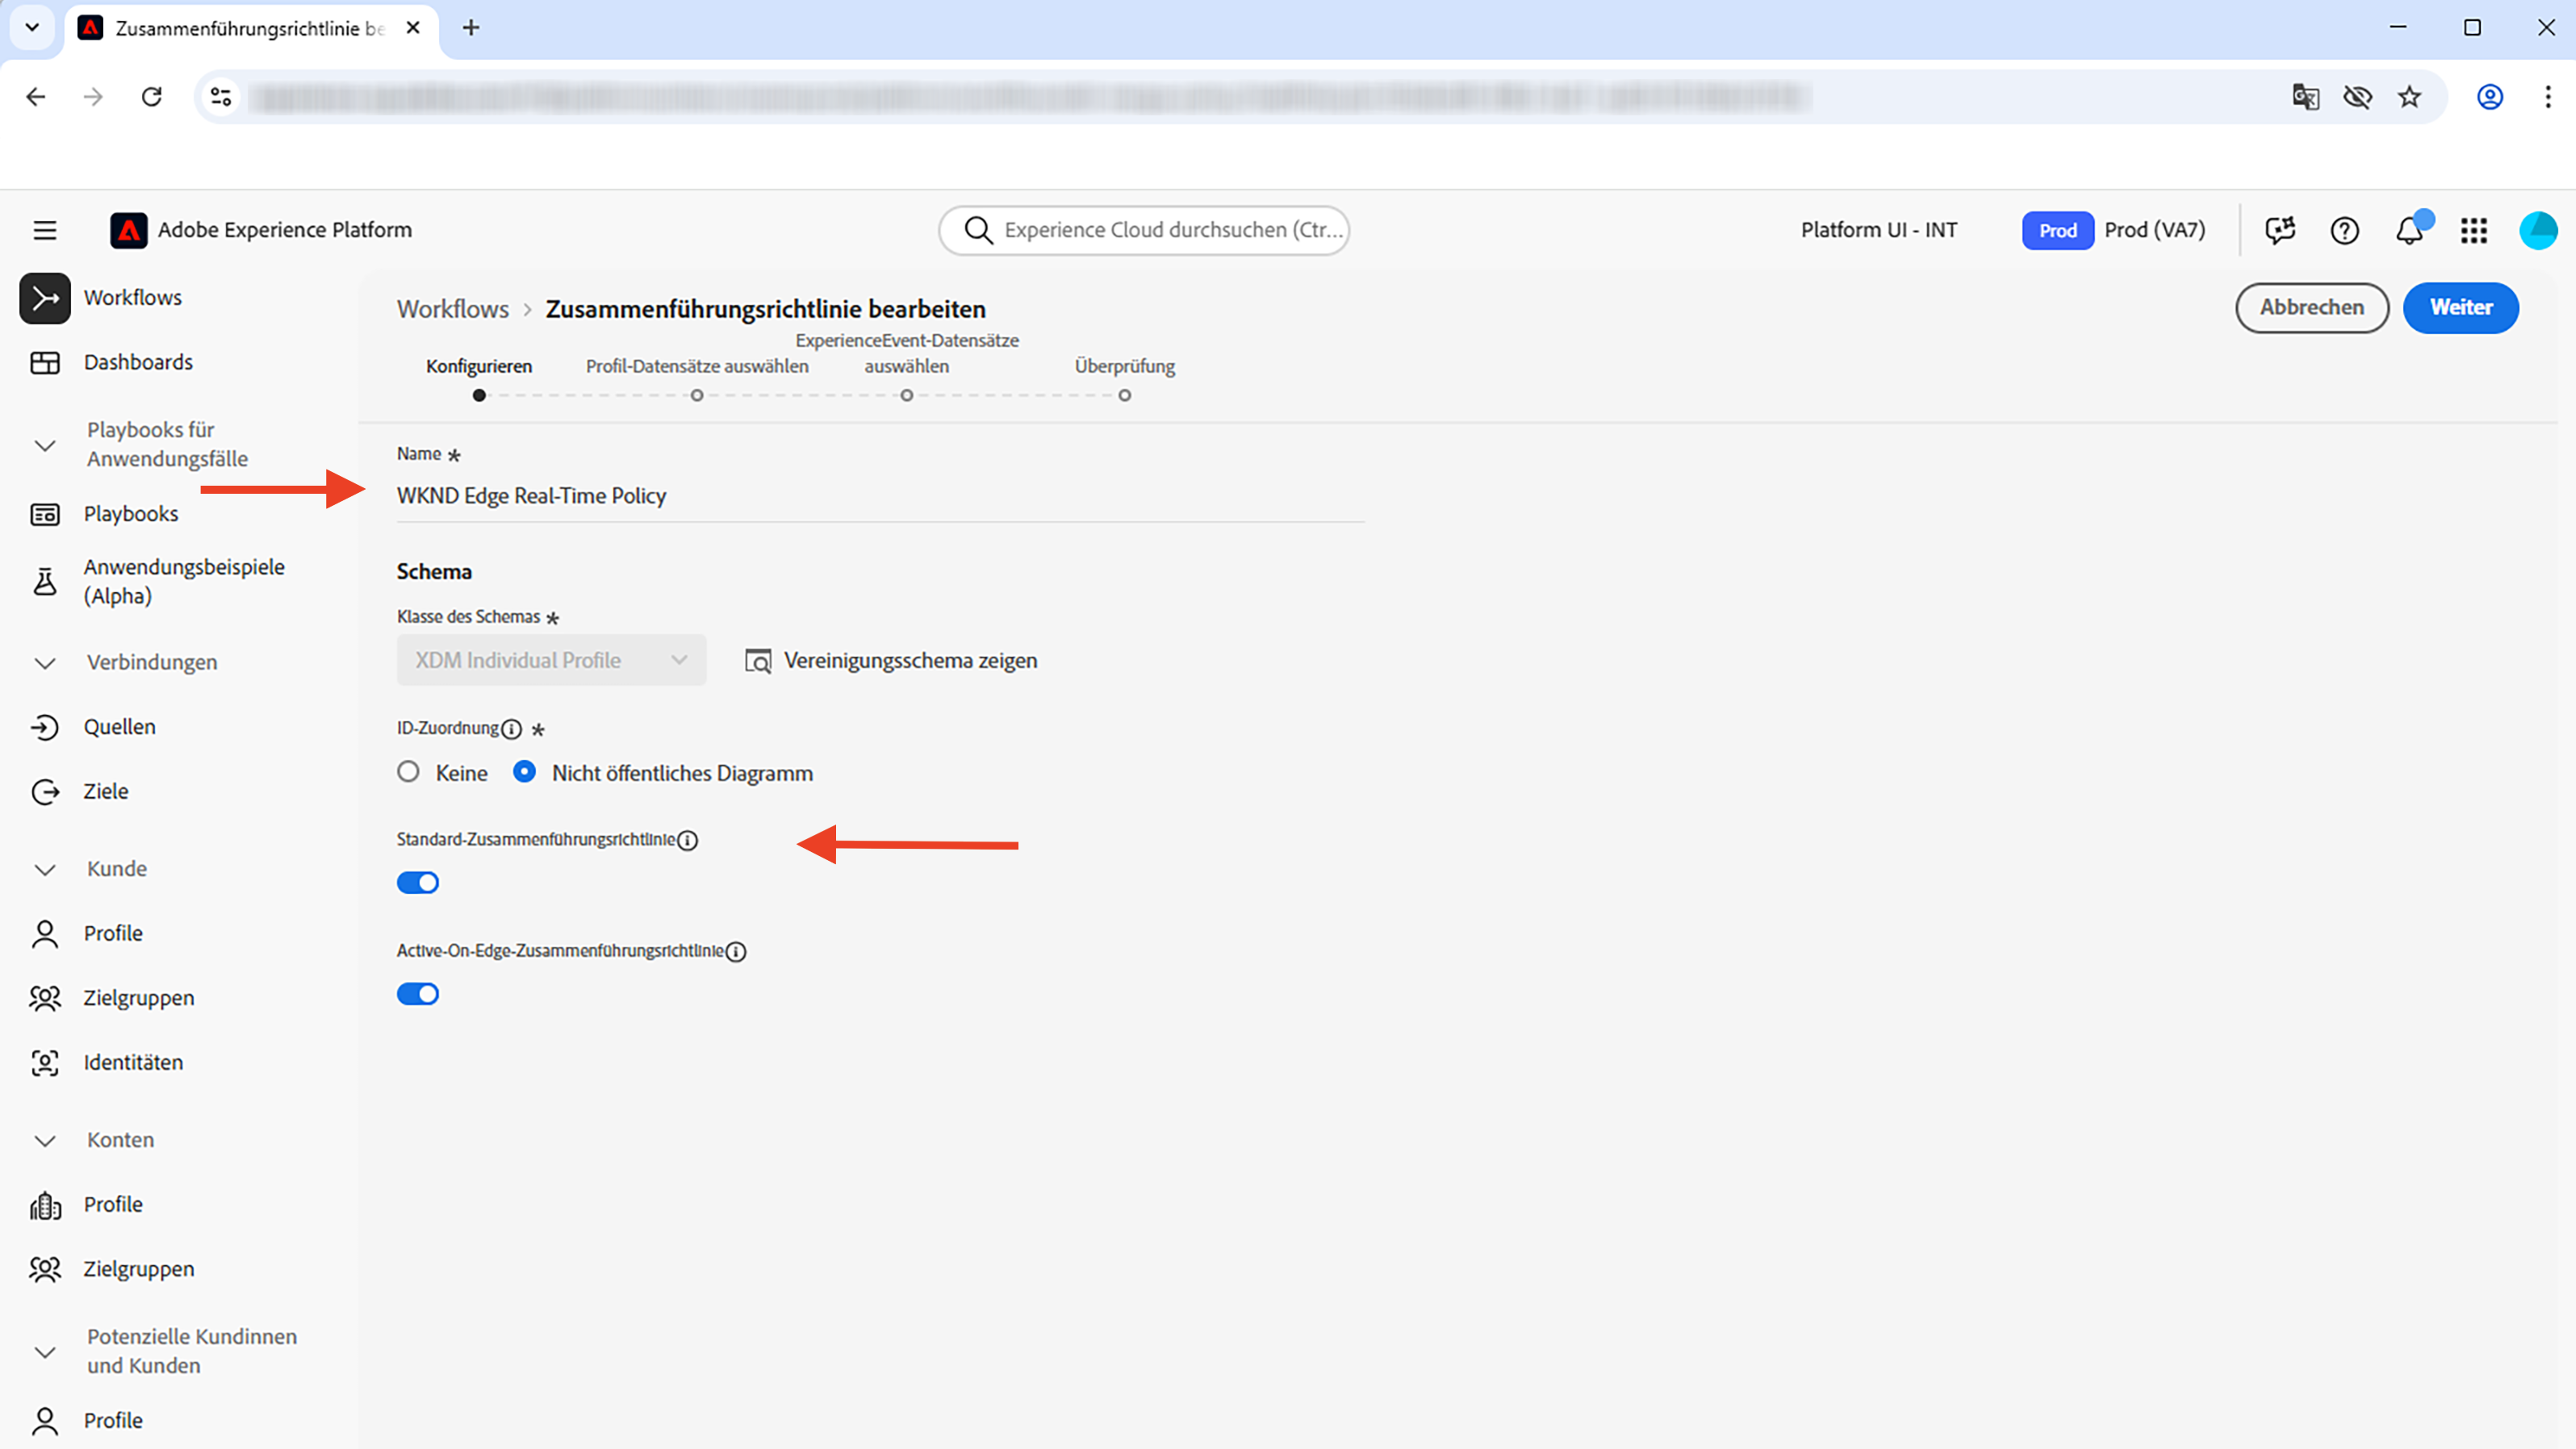 Zusammenführungsrichtlinie be
Adobe Experience Platform
Experience Cloud durchsuchen (Ctr...
Platform UI - INT
Prod
Prod (VA7)
Workflows
Dashboards
Playbooks für
Anwendungsfälle
Playbooks
Anwendungsbeispiele
(Alpha)
Verbindungen
Quellen
Ziele
Kunde
Profile
Zielgruppen
Identitäten
Konten
Profile
Zielgruppen
Potenzielle Kundinnen
und Kunden
Profile
Workflows > Zusammenführungsrichtlinie bearbeiten
Abbrechen
Weiter
Konfigurieren
Profil-Datensätze auswählen
ExperienceEvent-Datensätze
auswählen
Überprüfung
Name *
WKND Edge Real-Time Policy
Schema
Klasse des Schemas *
XDM Individual Profile
Vereinigungsschema zeigen
ID-Zuordnung *
Keine
Nicht öffentliches Diagramm
Standard-Zusammenführungsrichtlinie
Active-On-Edge-Zusammenführungsrichtlinie